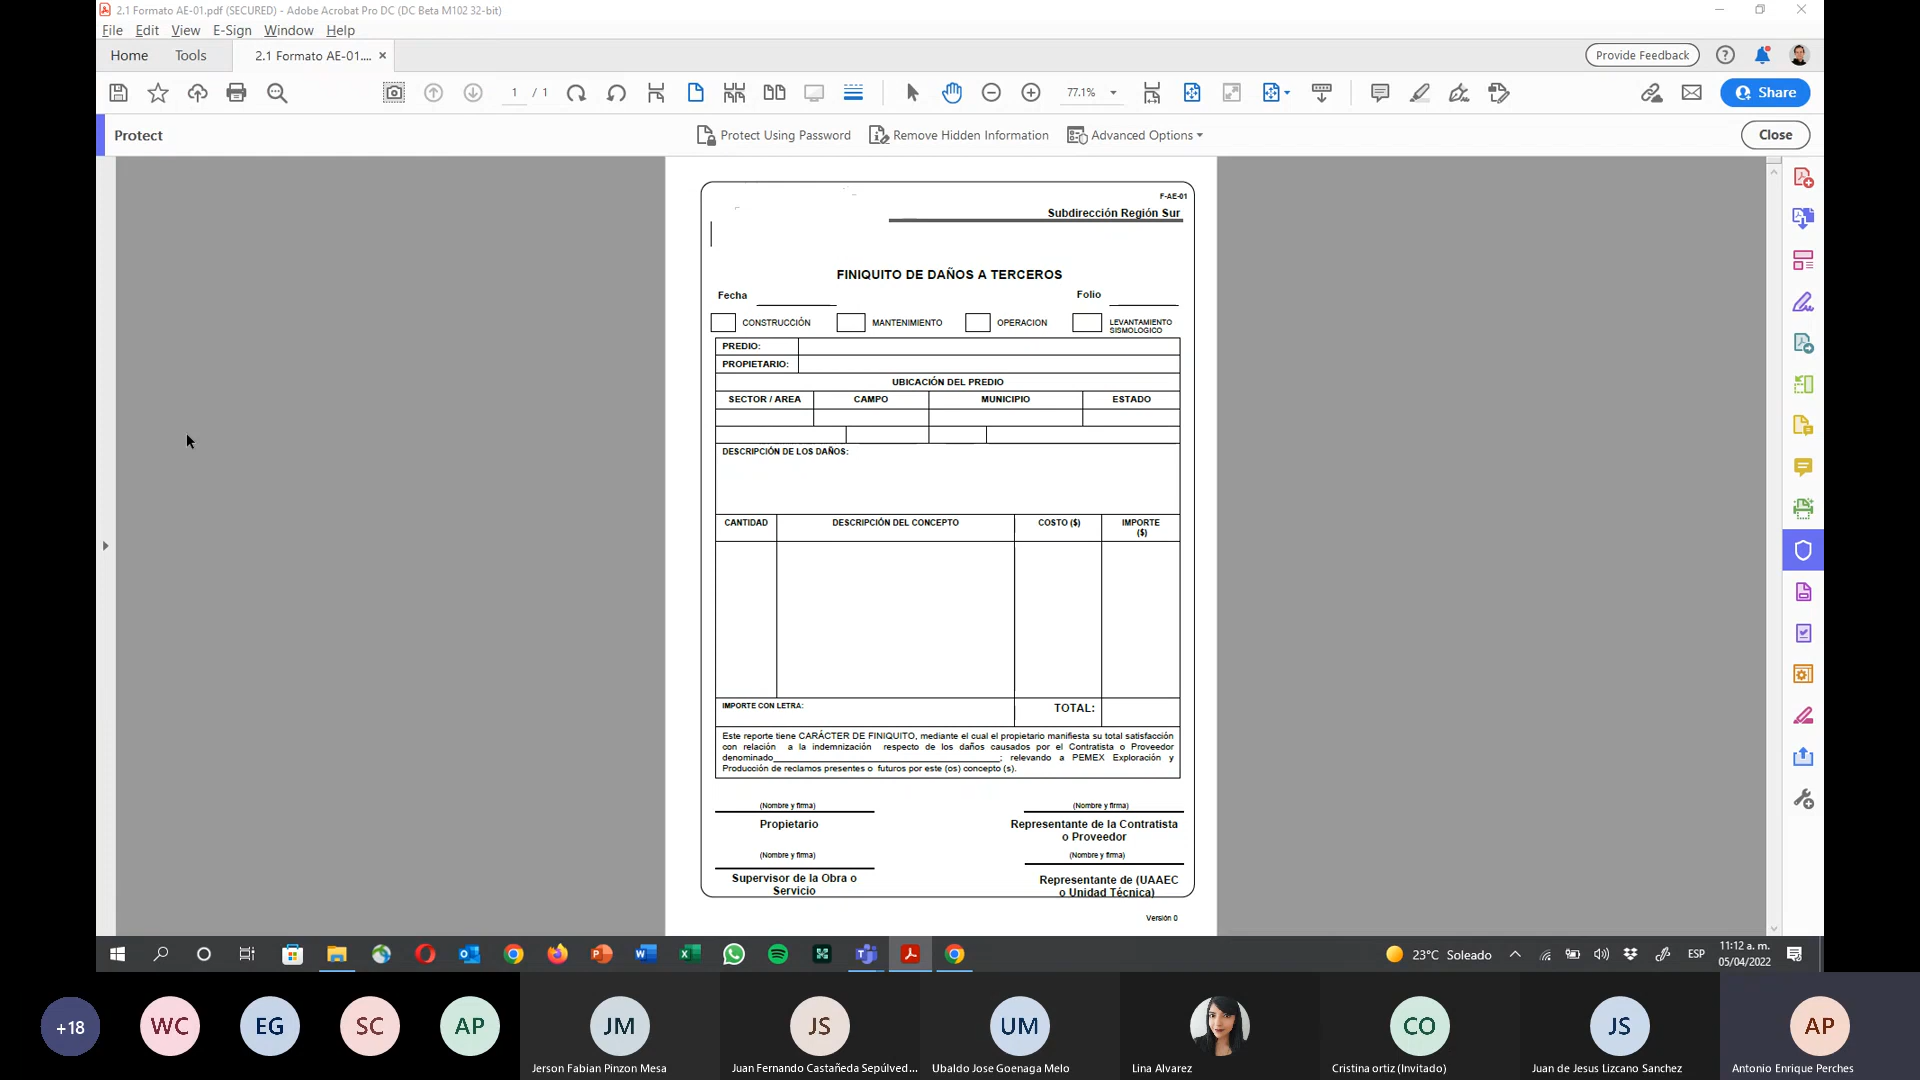 2.1 Formato AE-01.pdf (SECURED) - Adobe Acrobat Pro DC (DC Beta M102 32-bit)
File Edit View E-Sign Window Help
Home Tools 2.1 Formato AE-01....
Provide Feedback
1 / 1
77.1%
Share
Protect
Protect Using Password
Remove Hidden Information
Advanced Options
Close
F-AE-01
Subdirección Región Sur
FINIQUITO DE DAÑOS A TERCEROS
Fecha
Folio
CONSTRUCCIÓN MANTENIMIENTO OPERACION LEVANTAMIENTO
SISMOLOGICO
PREDIO:
PROPIETARIO:
UBICACIÓN DEL PREDIO
SECTOR / AREA CAMPO MUNICIPIO ESTADO
DESCRIPCIÓN DE LOS DAÑOS:
CANTIDAD DESCRIPCIÓN DEL CONCEPTO COSTO ($) IMPORTE
($)
IMPORTE CON LETRA:
TOTAL:
Este reporte tiene CARÁCTER DE FINIQUITO, mediante el cual el propietario manifiesta su total satisfacción
con relación a la indemnización respecto de los daños causados por el Contratista o Proveedor
denominado____________________; relevando a PEMEX Exploración y
Producción de reclamos presentes o futuros por este (os) concepto (s).
(Nombre y firma) (Nombre y firma)
Propietario
Representante de la Contratista
o Proveedor
(Nombre y firma) (Nombre y firma)
Supervisor de la Obra o
Servicio
Representante de (UAAEC
o Unidad Técnica)
Versión 0
23°C Soleado
ESP
11:12 a. m.
05/04/2022
+18 WC EG SC AP JM JS UM CO JS AP
Jerson Fabian Pinzon Mesa
Juan Fernando Castañeda Sepúlved...
Ubaldo Jose Goenaga Melo
Lina Alvarez
Cristina ortiz (Invitado)
Juan de Jesus Lizcano Sanchez
Antonio Enrique Perches